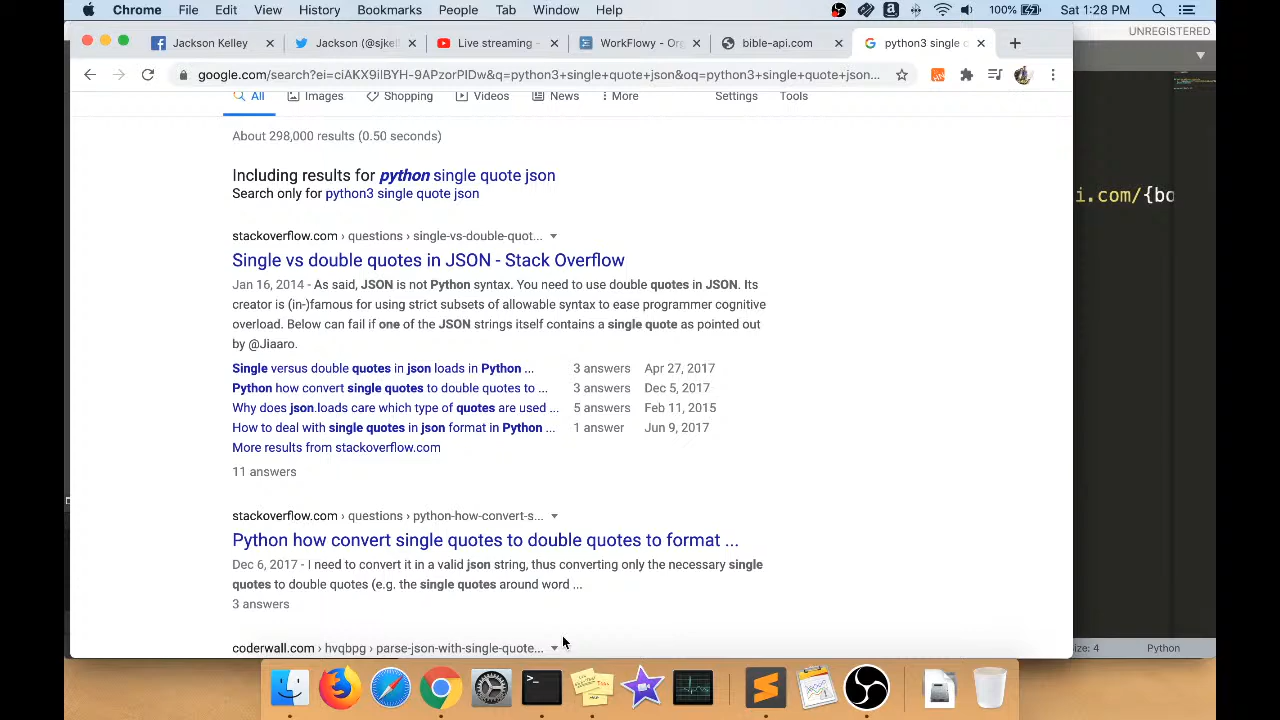 Chrome File Edit View History Bookmarks People Tab Window Help 100% Sat 1:28 PM
UNREGISTERED
Jackson Kelley Jackson (@sjke Live streaming - WorkFlowy - Org bible-api.com python3 single c
google.com/search?ei=ciAKX9ilBYH-9APzorPIDw&q=python3+single+quote+json&oq=python3+single+quote+json...
All Images Shopping Videos News More Settings Tools
About 298,000 results (0.50 seconds)
Including results for python single quote json
Search only for python3 single quote json
i.com/{bo
stackoverflow.com › questions › single-vs-double-quot...
Single vs double quotes in JSON - Stack Overflow
Jan 16, 2014 - As said, JSON is not Python syntax. You need to use double quotes in JSON. Its
creator is (in-)famous for using strict subsets of allowable syntax to ease programmer cognitive
overload. Below can fail if one of the JSON strings itself contains a single quote as pointed out
by @Jiaaro.
Single versus double quotes in json loads in Python ... 3 answers Apr 27, 2017
Python how convert single quotes to double quotes to ... 3 answers Dec 5, 2017
Why does json.loads care which type of quotes are used ... 5 answers Feb 11, 2015
How to deal with single quotes in json format in Python ... 1 answer Jun 9, 2017
More results from stackoverflow.com
11 answers
stackoverflow.com › questions › python-how-convert-s...
Python how convert single quotes to double quotes to format ...
Dec 6, 2017 - I need to convert it in a valid json string, thus converting only the necessary single
quotes to double quotes (e.g. the single quotes around word ...
3 answers
coderwall.com › hvqbpg › parse-json-with-single-quote...
ize: 4 Python